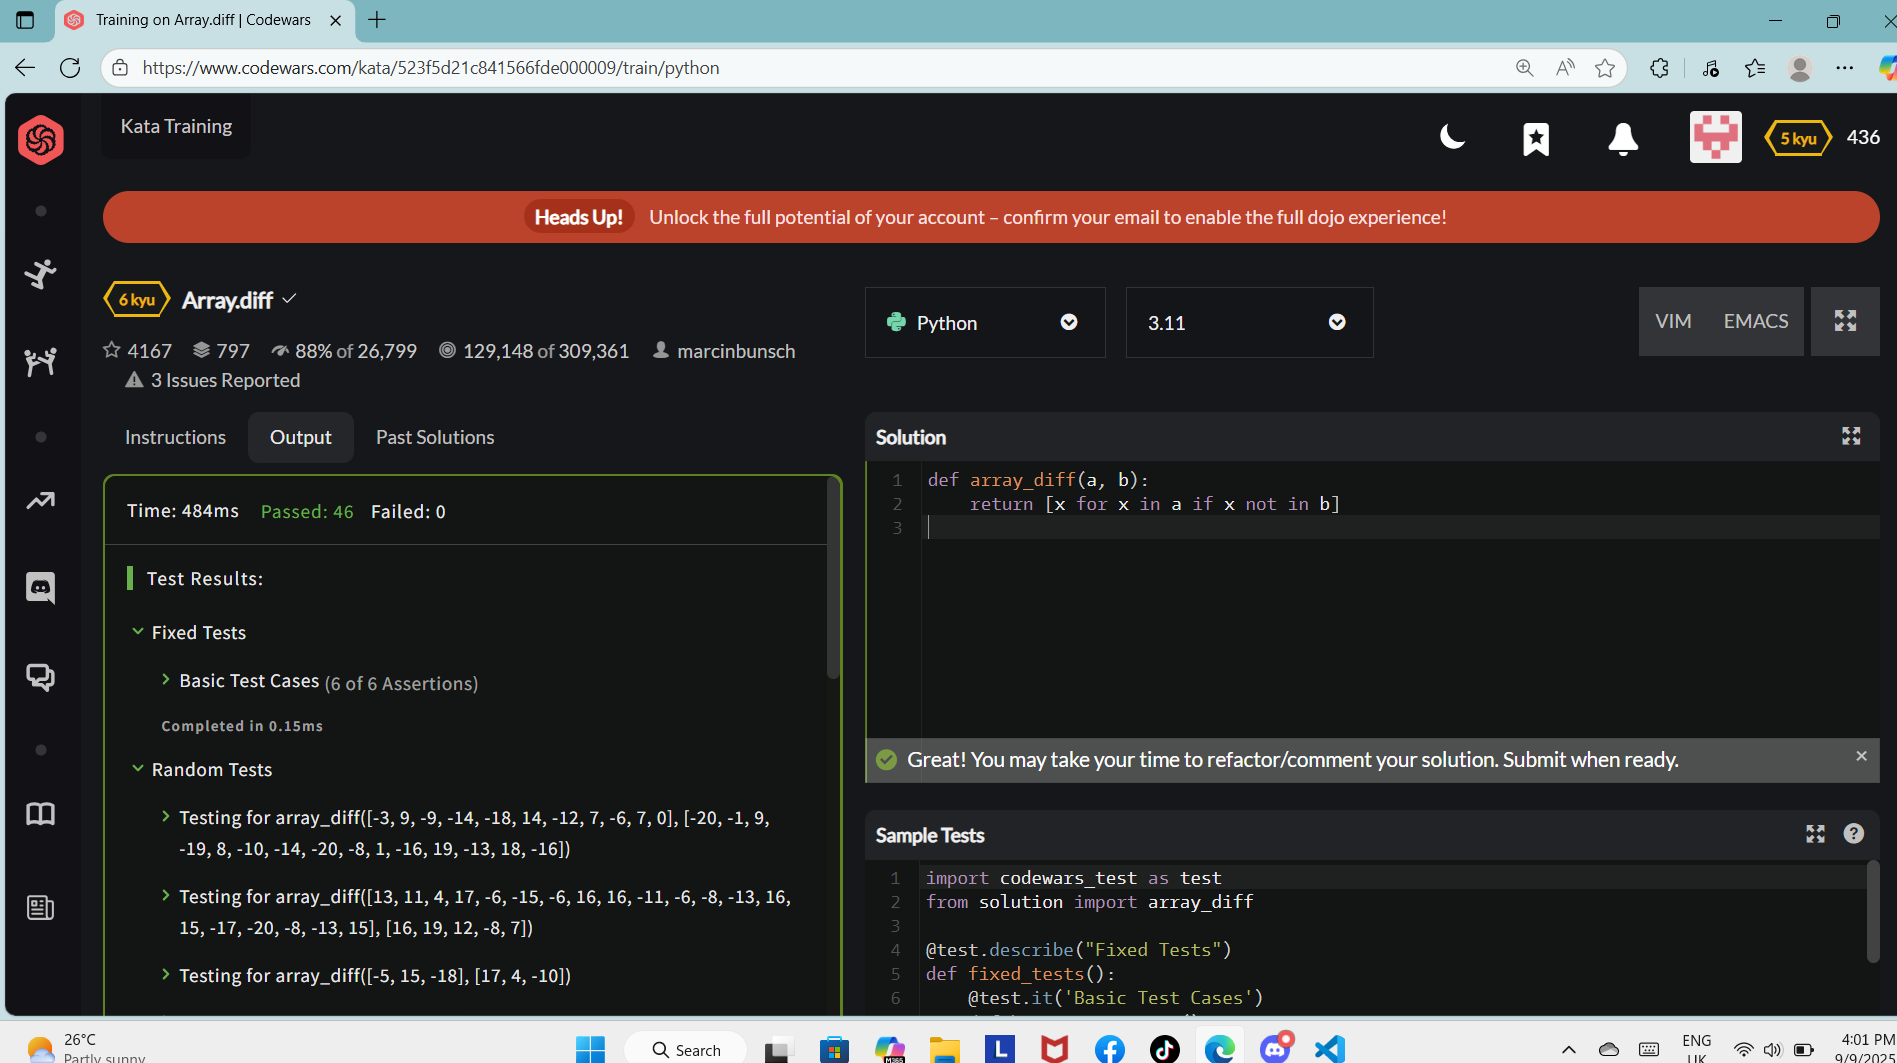 Training on Array.diff | Codewars
https://www.codewars.com/kata/523f5d21c841566fde000009/train/python
Kata Training
5 kyu 436
Heads Up! Unlock the full potential of your account – confirm your email to enable the full dojo experience!
6 kyu Array.diff
4167 797 88% of 26,799 129,148 of 309,361 marcinbunsch
3 Issues Reported
Python 3.11 VIM EMACS
Instructions Output Past Solutions
Time: 484ms Passed: 46 Failed: 0
Test Results:
Fixed Tests
Basic Test Cases (6 of 6 Assertions)
Completed in 0.15ms
Random Tests
Testing for array_diff([-3, 9, -9, -14, -18, 14, -12, 7, -6, 7, 0], [-20, -1, 9,
-19, 8, -10, -14, -20, -8, 1, -16, 19, -13, 18, -16])
Testing for array_diff([13, 11, 4, 17, -6, -15, -6, 16, 16, -11, -6, -8, -13, 16,
15, -17, -20, -8, -13, 15], [16, 19, 12, -8, 7])
Testing for array_diff([-5, 15, -18], [17, 4, -10])
Solution
1 def array_diff(a, b):
2 return [x for x in a if x not in b]
3
Great! You may take your time to refactor/comment your solution. Submit when ready.
Sample Tests
1 import codewars_test as test
2 from solution import array_diff
3
4 @test.describe("Fixed Tests")
5 def fixed_tests():
6 @test.it('Basic Test Cases')
26°C
Partly sunny
Search
M365
L
ENG
UK
4:01 PM
9/9/2025